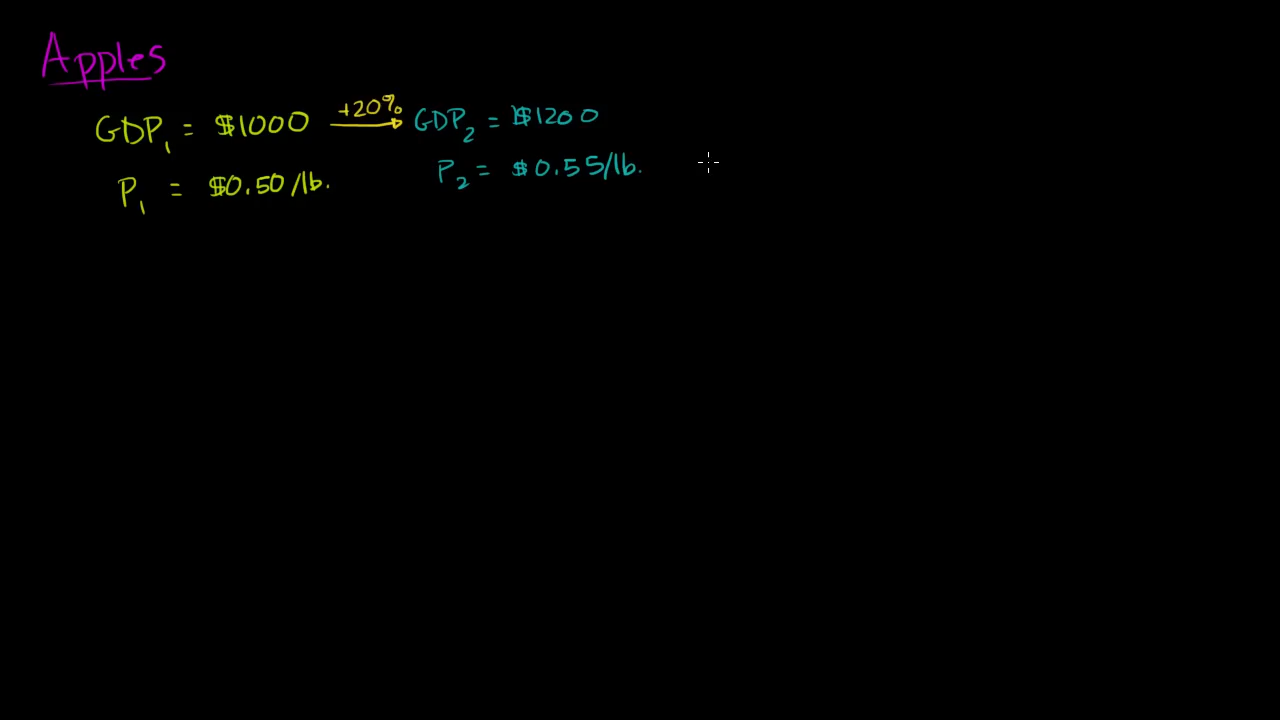 Apples
GDP₁ = $1000 +20% GDP₂ = $1200
P₁ = $0.50/lb. P₂ = $0.55/lb.